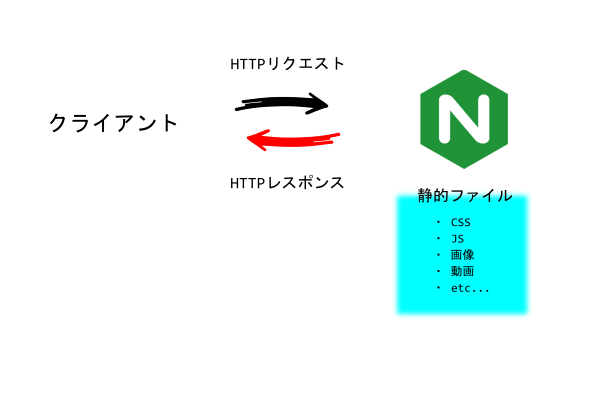 HTTPリクエスト
クライアント
N
HTTPレスポンス
静的ファイル
・ CSS
・ JS
・ 画像
・ 動画
・ etc...